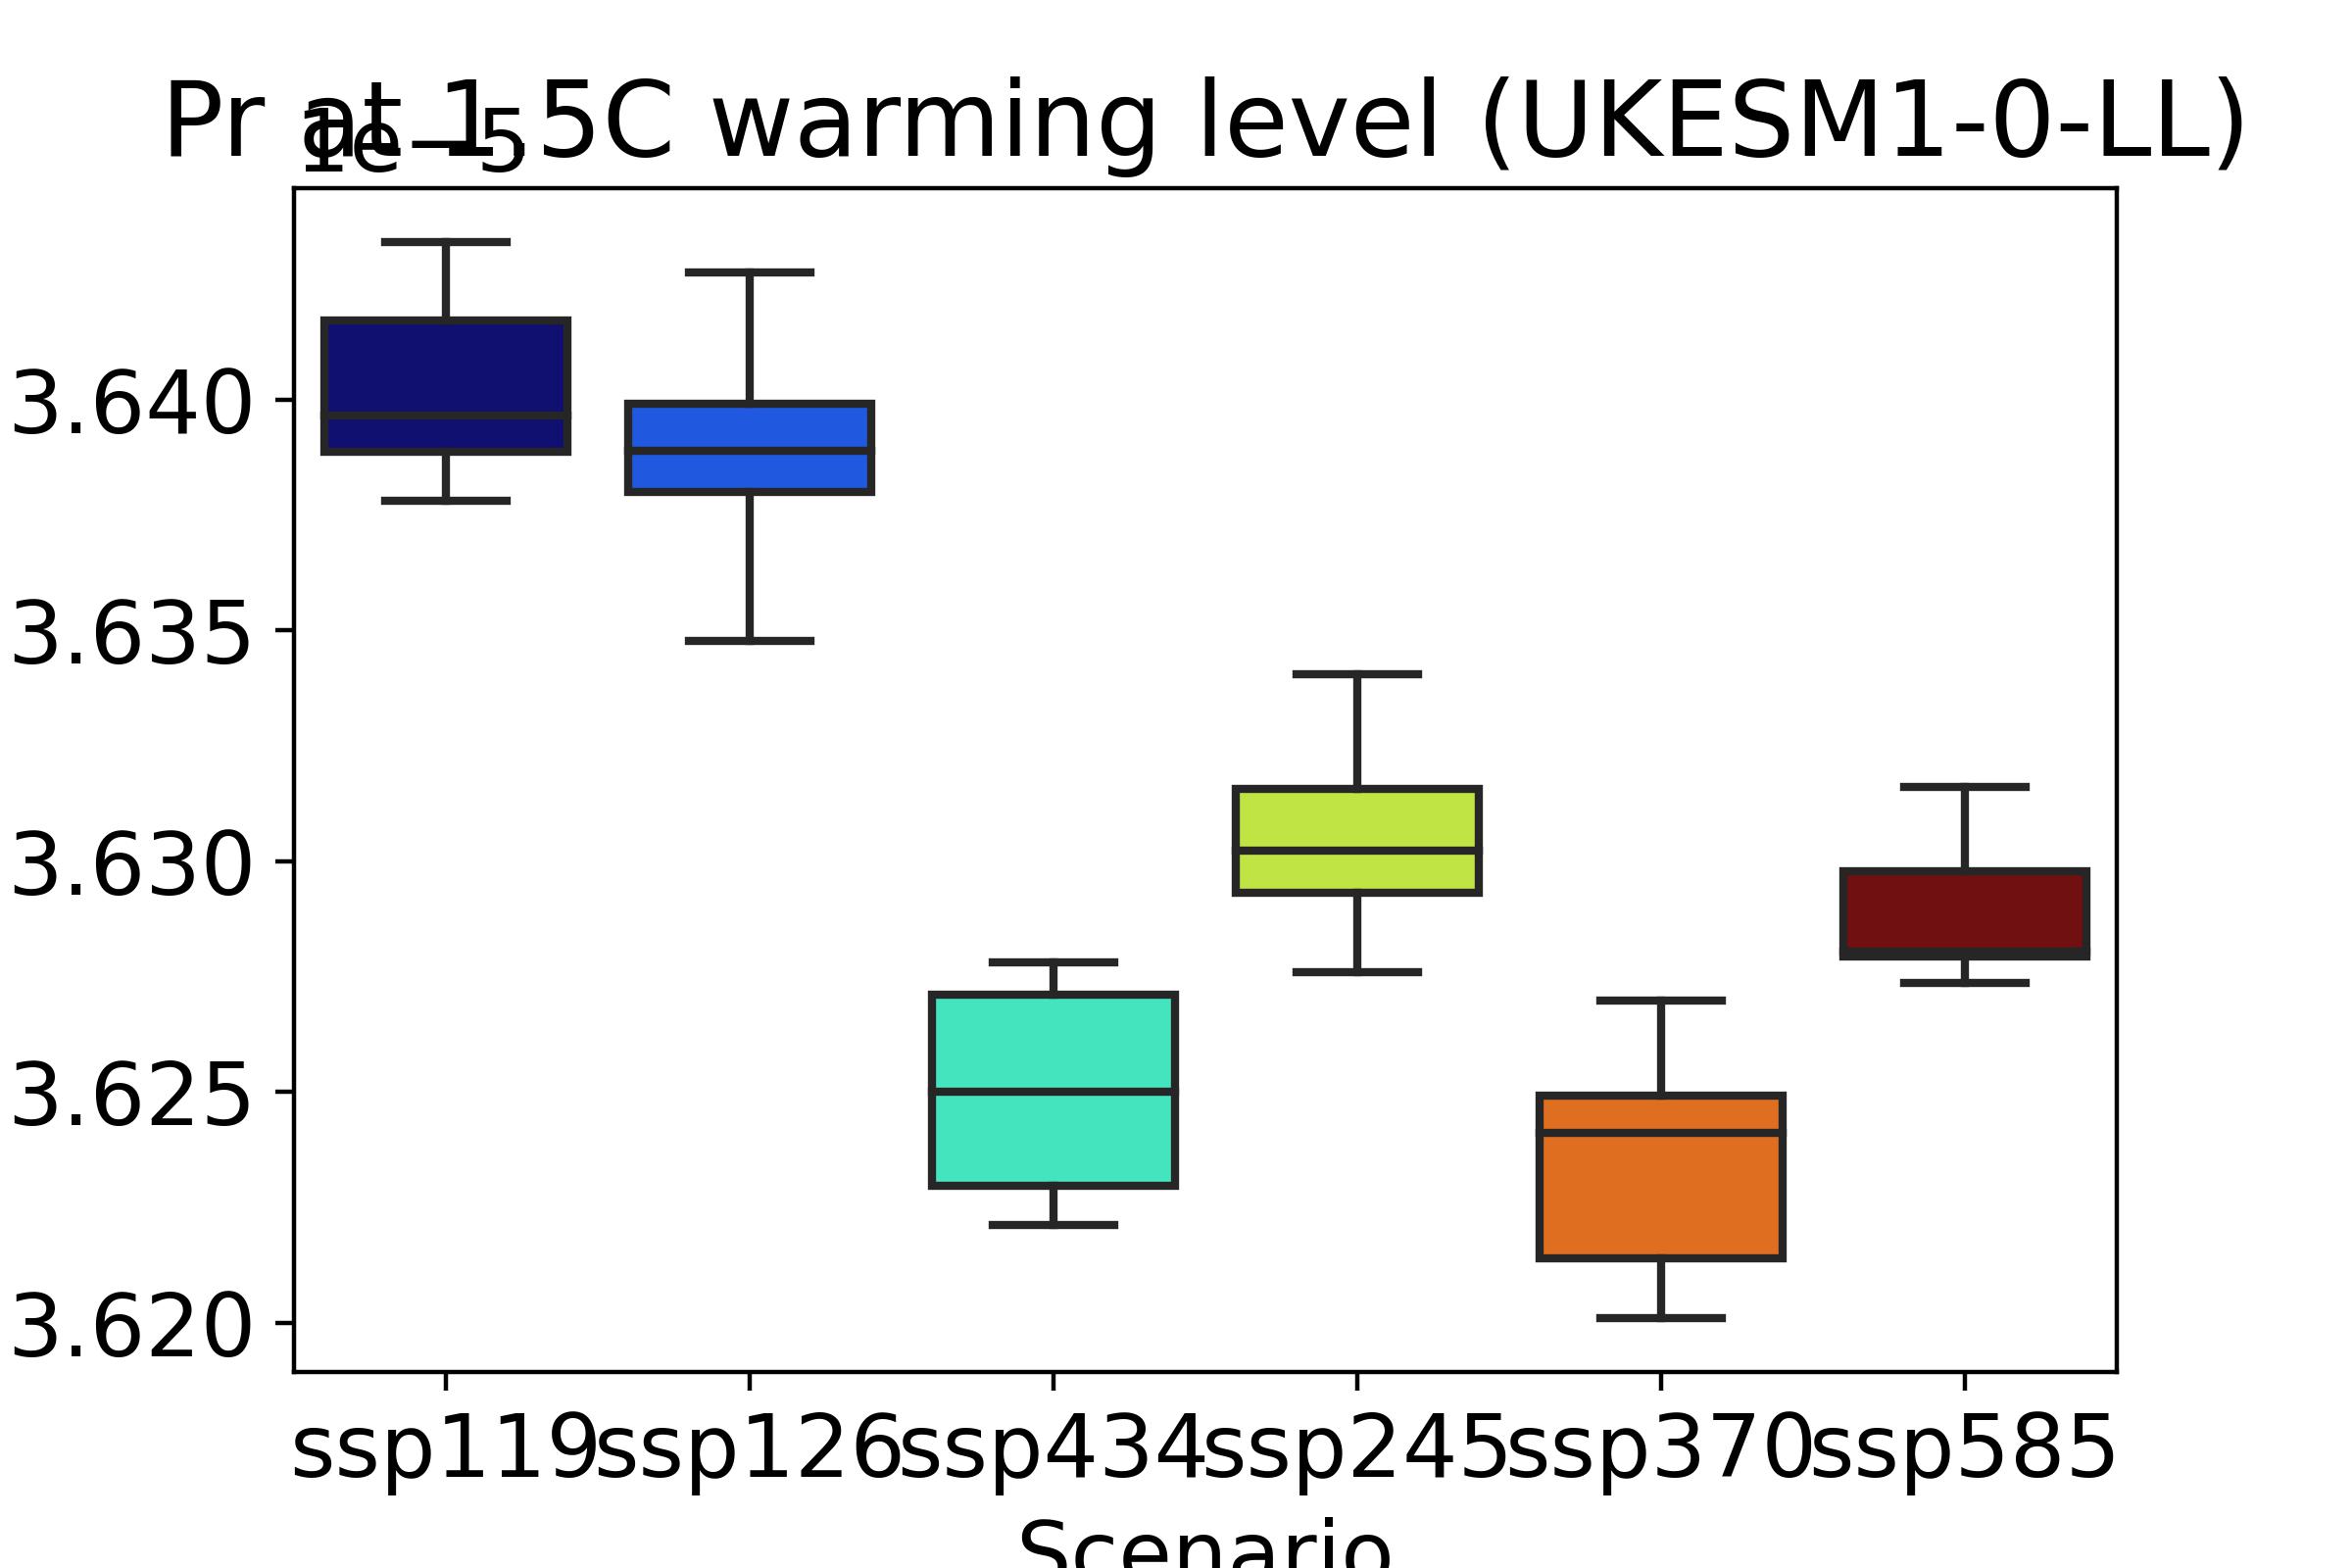 Pr at 1.5C warming level (UKESM1-0-LL)
1e−5
3.640
3.635
3.630
3.625
3.620
ssp119 ssp126 ssp434 ssp245 ssp370 ssp585
Scenario